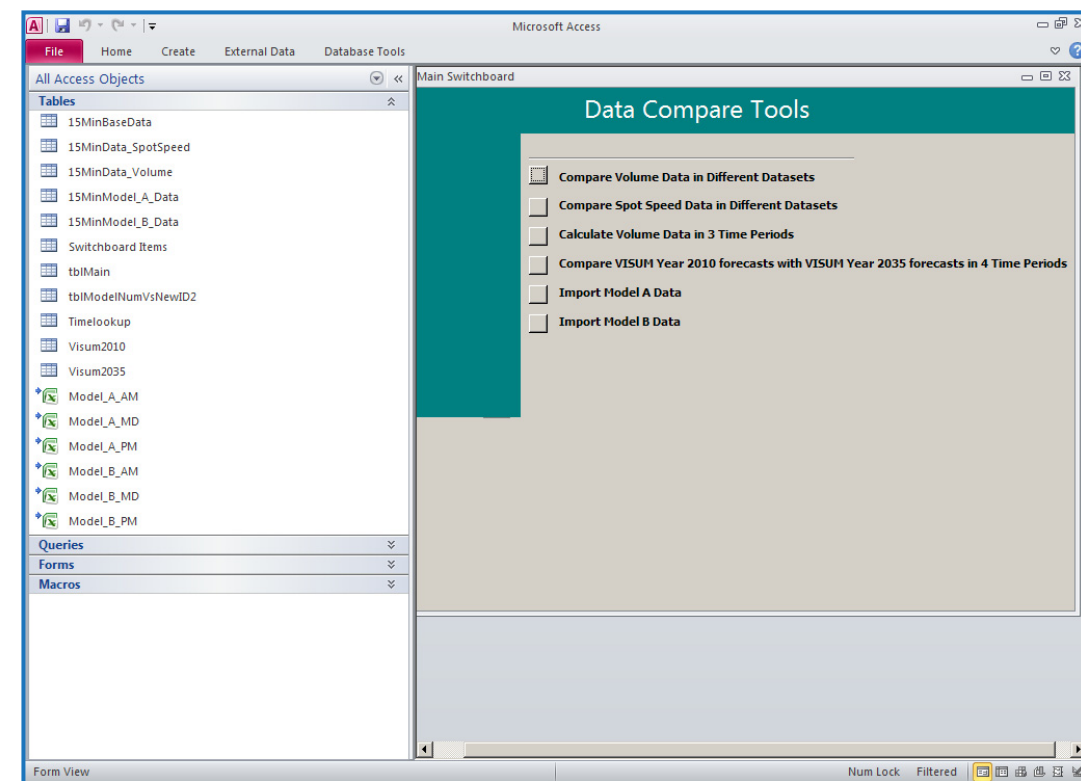 A
Microsoft Access
File Home Create External Data Database Tools
All Access Objects
Tables
15MinBaseData
15MinData_SpotSpeed
15MinData_Volume
15MinModel_A_Data
15MinModel_B_Data
Switchboard Items
tblMain
tblModelNumVsNewID2
Timelookup
Visum2010
Visum2035
Model_A_AM
Model_A_MD
Model_A_PM
Model_B_AM
Model_B_MD
Model_B_PM
Queries
Forms
Macros
Main Switchboard
Data Compare Tools
Compare Volume Data in Different Datasets
Compare Spot Speed Data in Different Datasets
Calculate Volume Data in 3 Time Periods
Compare VISUM Year 2010 forecasts with VISUM Year 2035 forecasts in 4 Time Periods
Import Model A Data
Import Model B Data
Form View
Num Lock Filtered